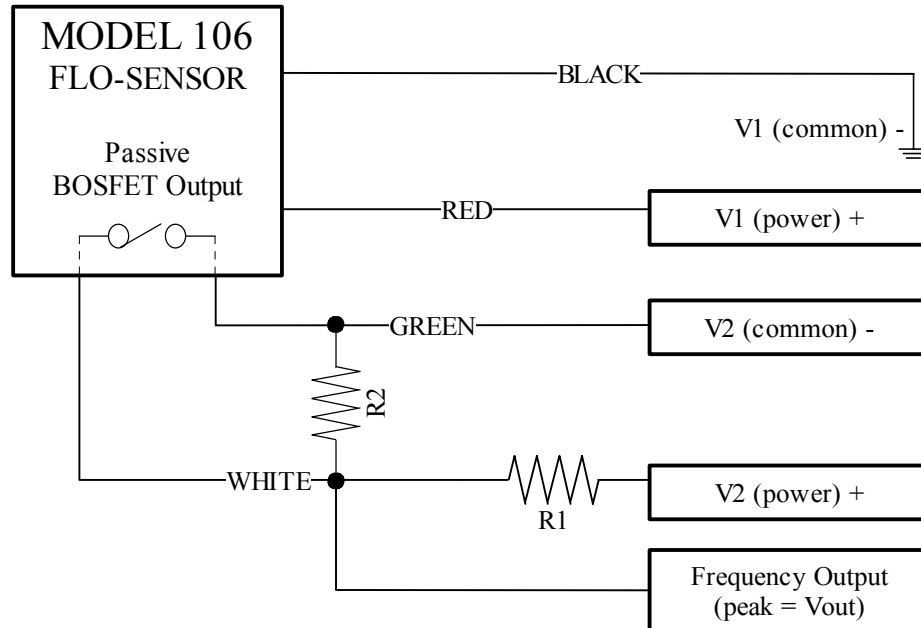 MODEL 106
FLO-SENSOR
BLACK
V1 (common) -
Passive
BOSFET Output
RED
V1 (power) +
GREEN
V2 (common) -
R2
WHITE
R1
V2 (power) +
Frequency Output
(peak = Vout)